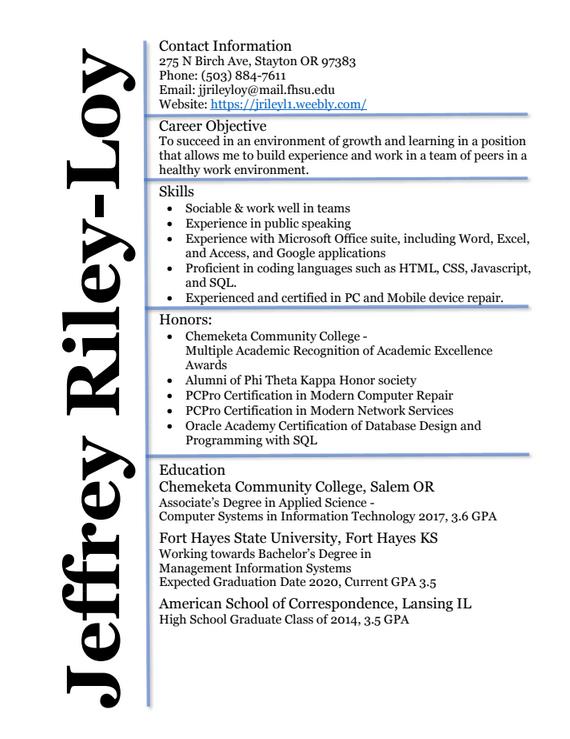 Jeffrey Riley-Loy
Contact Information
275 N Birch Ave, Stayton OR 97383
Phone: (503) 884-7611
Email: jjrileyloy@mail.fhsu.edu
Website: https://jrileyl1.weebly.com/
Career Objective
To succeed in an environment of growth and learning in a position
that allows me to build experience and work in a team of peers in a
healthy work environment.
Skills
• Sociable & work well in teams
• Experience in public speaking
• Experience with Microsoft Office suite, including Word, Excel,
and Access, and Google applications
• Proficient in coding languages such as HTML, CSS, Javascript,
and SQL.
• Experienced and certified in PC and Mobile device repair.
Honors:
• Chemeketa Community College -
Multiple Academic Recognition of Academic Excellence
Awards
• Alumni of Phi Theta Kappa Honor society
• PCPro Certification in Modern Computer Repair
• PCPro Certification in Modern Network Services
• Oracle Academy Certification of Database Design and
Programming with SQL
Education
Chemeketa Community College, Salem OR
Associate's Degree in Applied Science -
Computer Systems in Information Technology 2017, 3.6 GPA
Fort Hayes State University, Fort Hayes KS
Working towards Bachelor's Degree in
Management Information Systems
Expected Graduation Date 2020, Current GPA 3.5
American School of Correspondence, Lansing IL
High School Graduate Class of 2014, 3.5 GPA